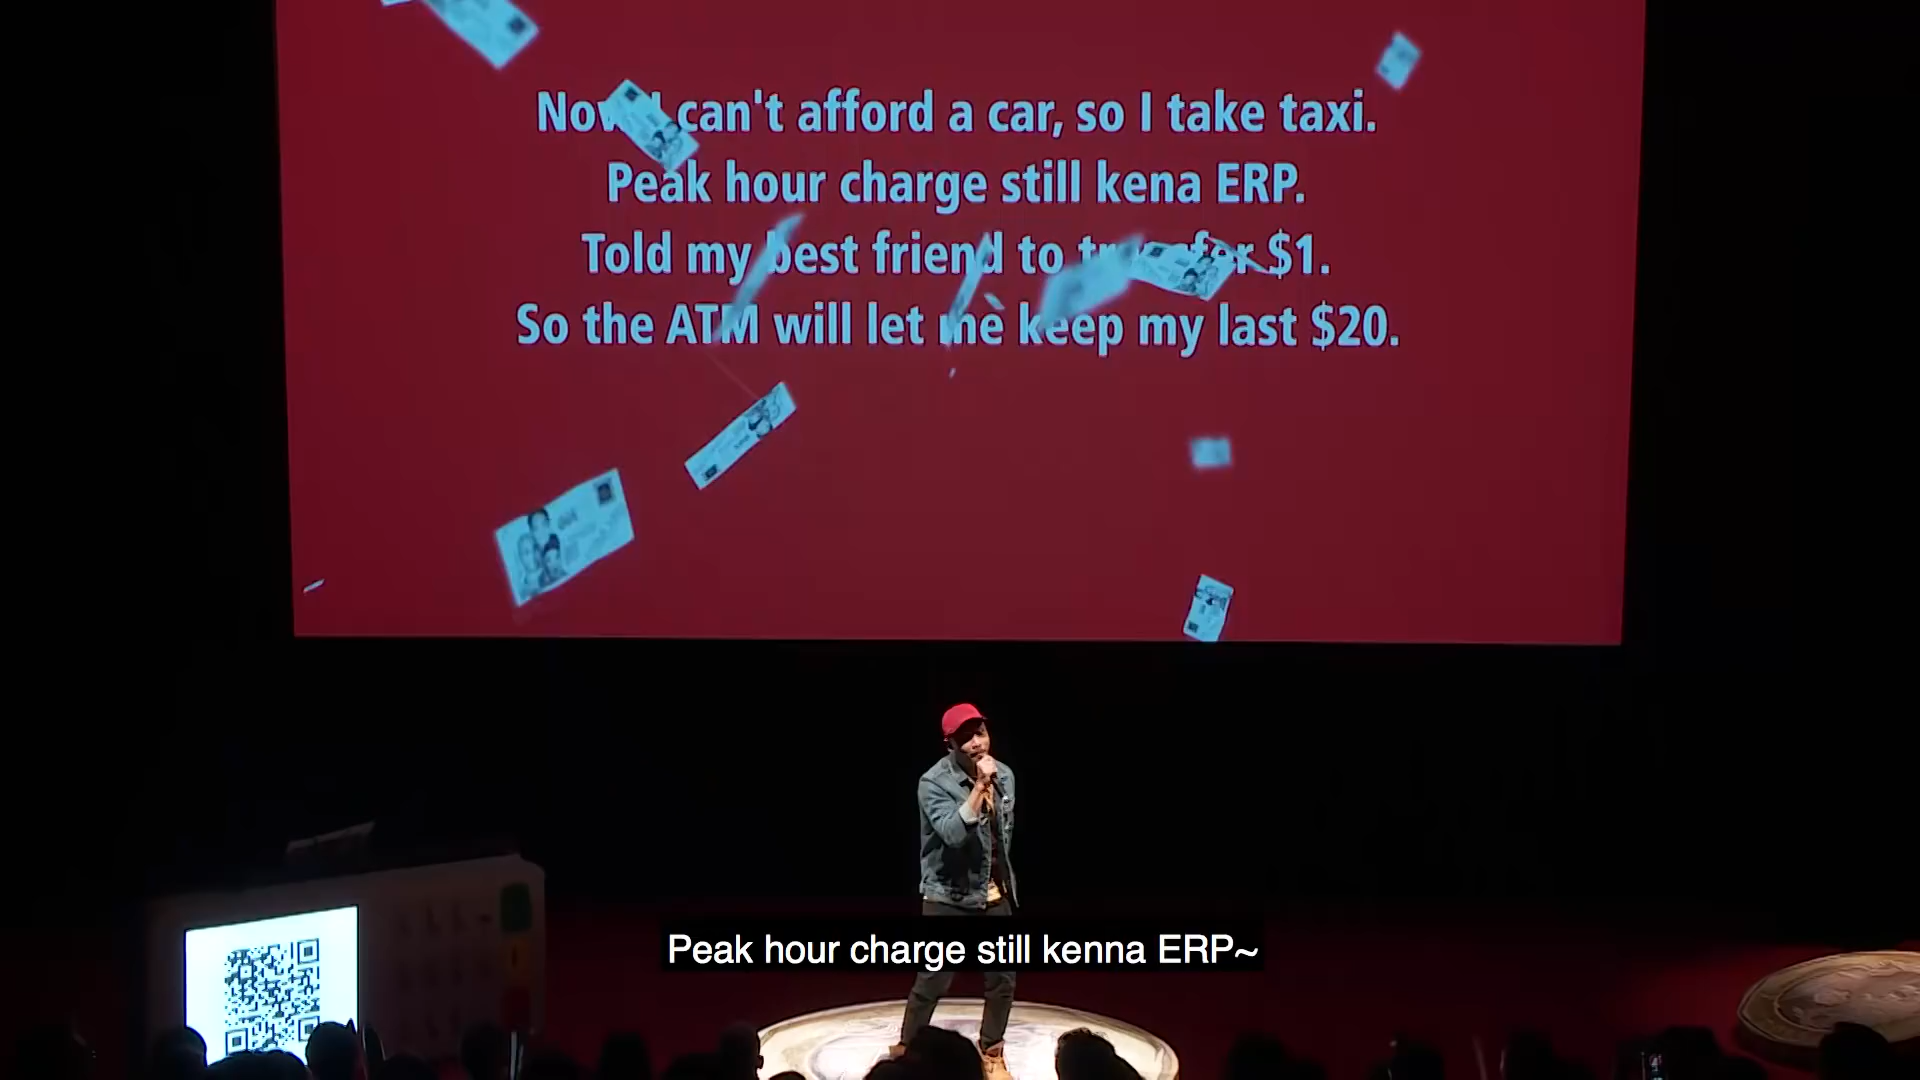 Now I can't afford a car, so I take taxi.
Peak hour charge still kena ERP.
Told my best friend to transfer $1.
So the ATM will let me keep my last $20.
Peak hour charge still kenna ERP~